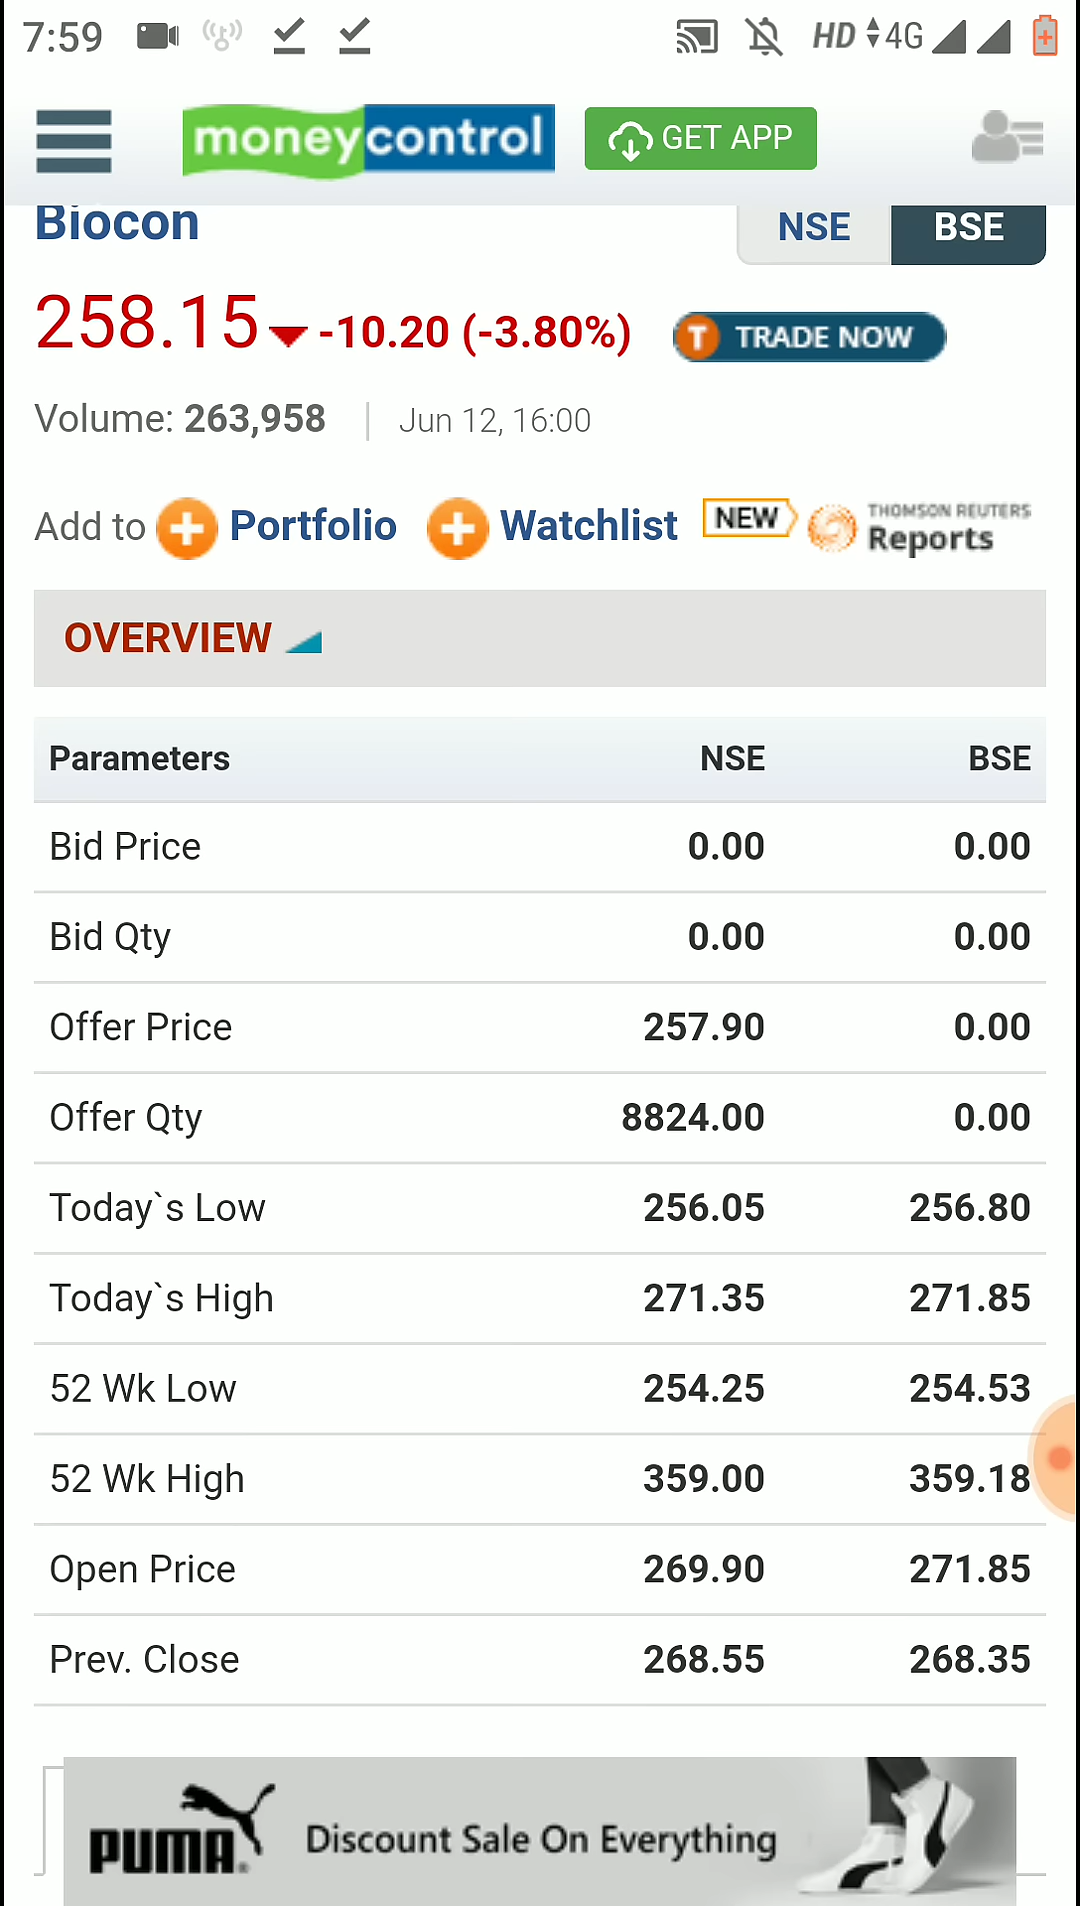 7:59 HD 4G
moneycontrol GET APP
Biocon NSE BSE
258.15 -10.20 (-3.80%) T TRADE NOW
Volume: 263,958 | Jun 12, 16:00
Add to Portfolio Watchlist NEW THOMSON REUTERS Reports
OVERVIEW
Parameters NSE BSE
Bid Price 0.00 0.00
Bid Qty 0.00 0.00
Offer Price 257.90 0.00
Offer Qty 8824.00 0.00
Today`s Low 256.05 256.80
Today`s High 271.35 271.85
52 Wk Low 254.25 254.53
52 Wk High 359.00 359.18
Open Price 269.90 271.85
Prev. Close 268.55 268.35
PUMA Discount Sale On Everything